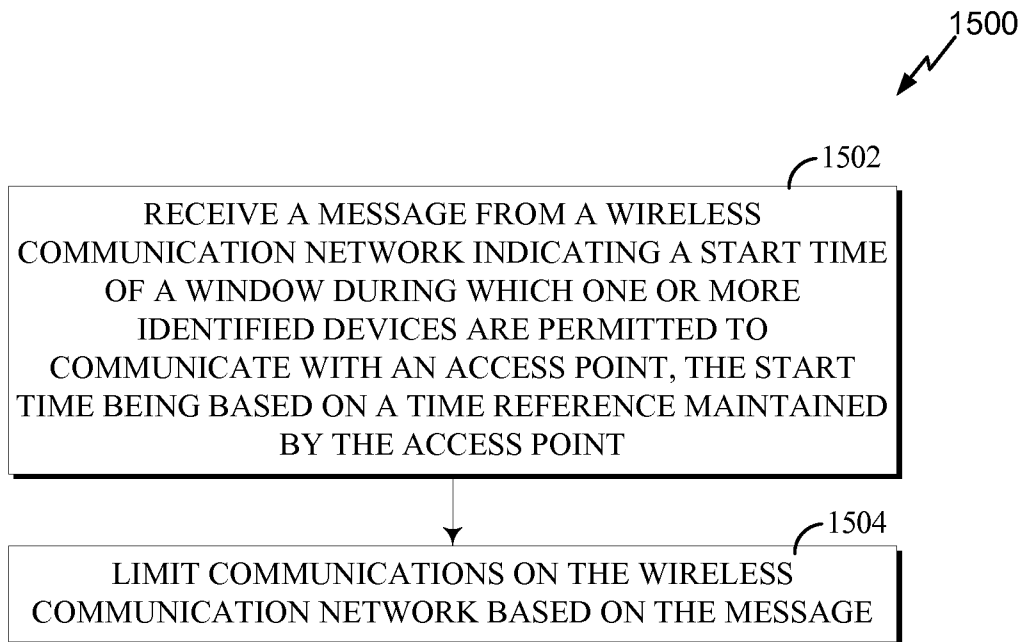 1500
1502
RECEIVE A MESSAGE FROM A WIRELESS
COMMUNICATION NETWORK INDICATING A START TIME
OF A WINDOW DURING WHICH ONE OR MORE
IDENTIFIED DEVICES ARE PERMITTED TO
COMMUNICATE WITH AN ACCESS POINT, THE START
TIME BEING BASED ON A TIME REFERENCE MAINTAINED
BY THE ACCESS POINT
1504
LIMIT COMMUNICATIONS ON THE WIRELESS
COMMUNICATION NETWORK BASED ON THE MESSAGE